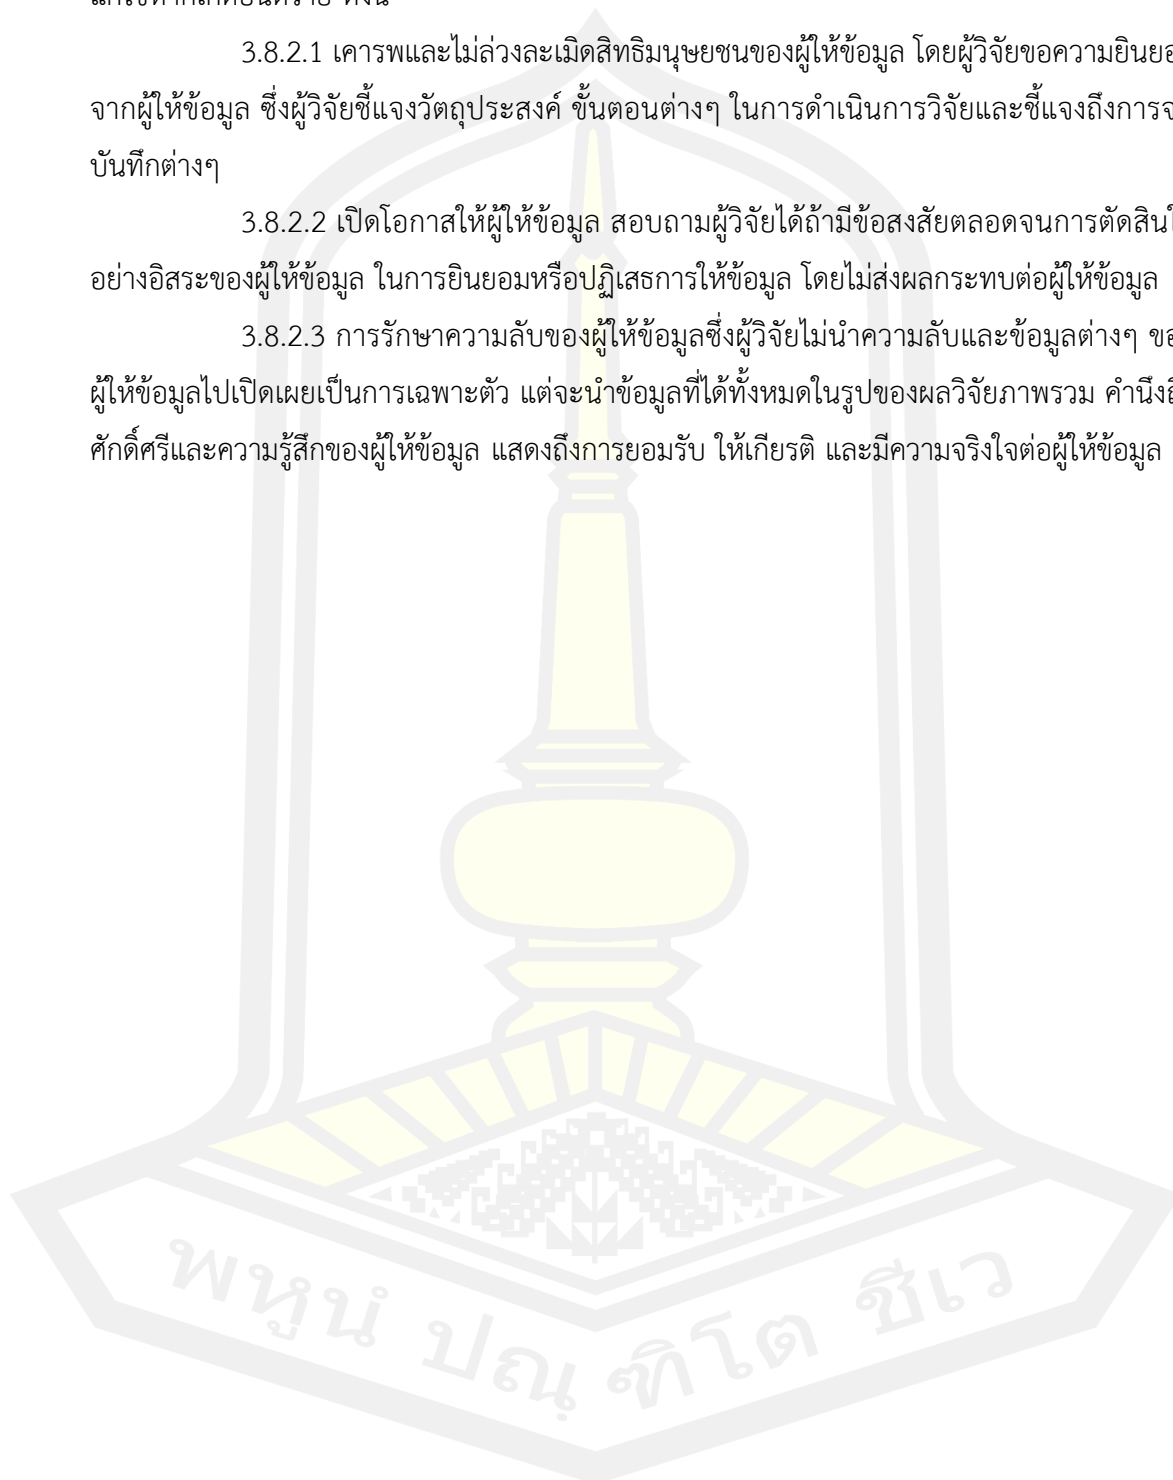 3.8.2.1 เคารพและไม่ล่วงละเมิดสิทธิมนุษยชนของผู้ให้ข้อมูล โดยผู้วิจัยขอความยินยอ
จากผู้ให้ข้อมูล ซึ่งผู้วิจัยชี้แจงวัตถุประสงค์ ขั้นตอนต่างๆ ในการดำเนินการวิจัยและชี้แจงถึงการจ
บันทึกต่างๆ
3.8.2.2 เปิดโอกาสให้ผู้ให้ข้อมูล สอบถามผู้วิจัยได้ถ้ามีข้อสงสัยตลอดจนการตัดสินใ
อย่างอิสระของผู้ให้ข้อมูล ในการยินยอมหรือปฏิเสธการให้ข้อมูล โดยไม่ส่งผลกระทบต่อผู้ให้ข้อมูล
3.8.2.3 การรักษาความลับของผู้ให้ข้อมูลซึ่งผู้วิจัยไม่นำความลับและข้อมูลต่างๆ ขอ
ผู้ให้ข้อมูลไปเปิดเผยเป็นการเฉพาะตัว แต่จะนำข้อมูลที่ได้ทั้งหมดในรูปของผลวิจัยภาพรวม คำนึงถึ
ศักดิ์ศรีและความรู้สึกของผู้ให้ข้อมูล แสดงถึงการยอมรับ ให้เกียรติ และมีความจริงใจต่อผู้ให้ข้อมูล
พหูนํ ปณฺฑิโต ชีเว